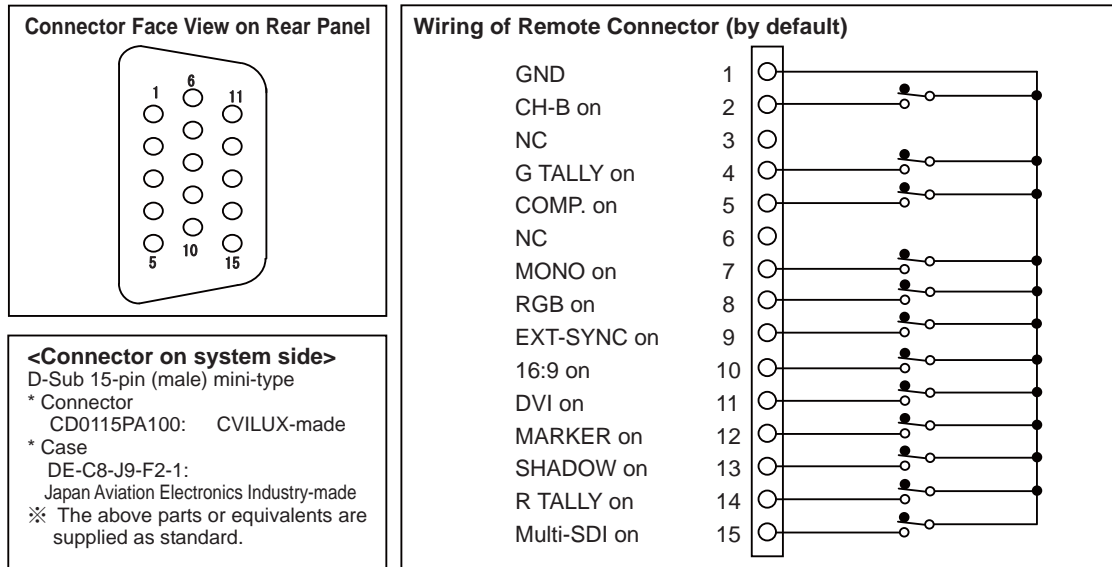 Connector Face View on Rear Panel
1
6
11
5
10
15
<Connector on system side>
D-Sub 15-pin (male) mini-type
* Connector
CD0115PA100: CVILUX-made
* Case
DE-C8-J9-F2-1:
Japan Aviation Electronics Industry-made
※ The above parts or equivalents are
supplied as standard.
Wiring of Remote Connector (by default)
GND 1
CH-B on 2
NC 3
G TALLY on 4
COMP. on 5
NC 6
MONO on 7
RGB on 8
EXT-SYNC on 9
16:9 on 10
DVI on 11
MARKER on 12
SHADOW on 13
R TALLY on 14
Multi-SDI on 15